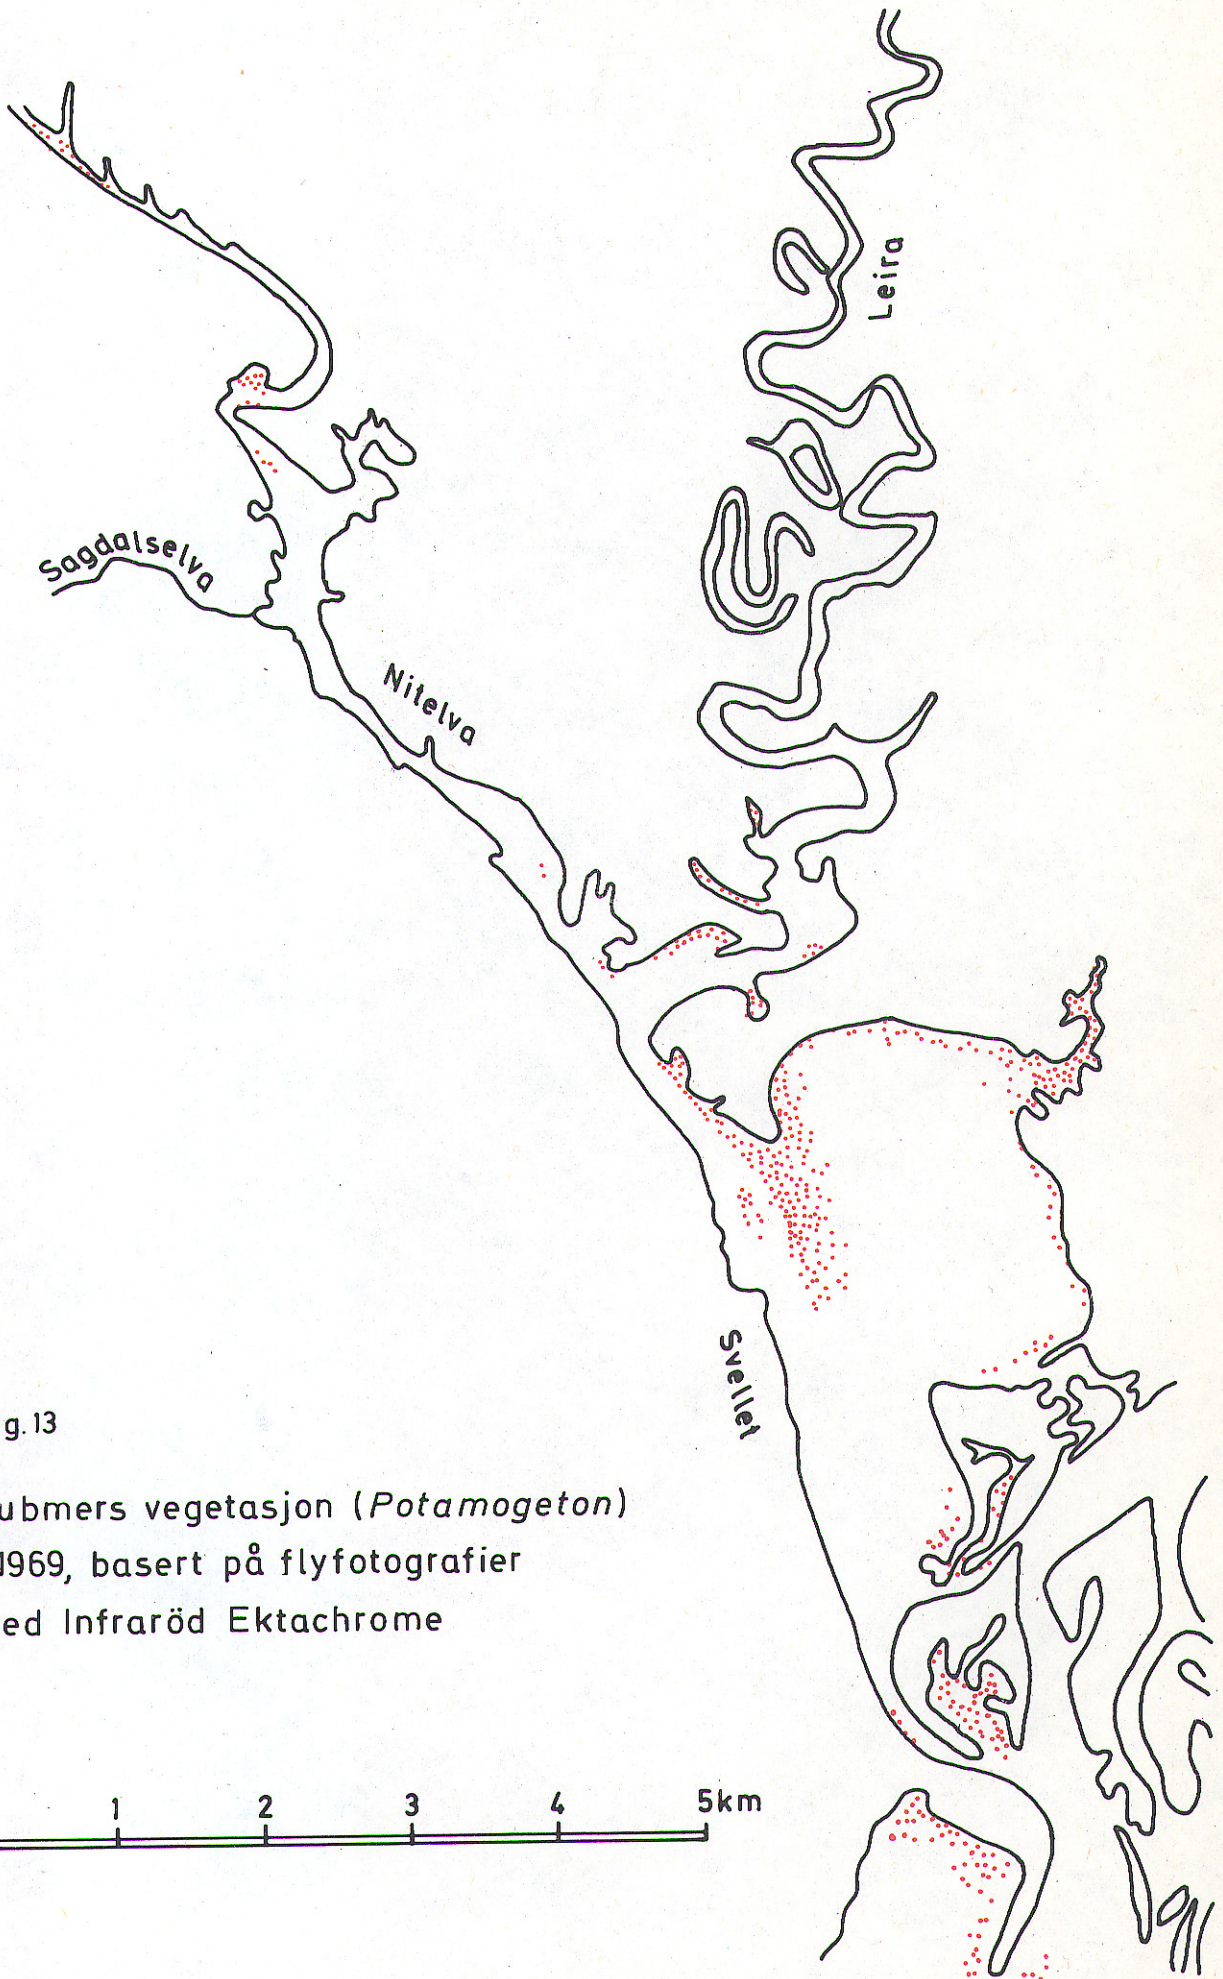 Leira
Sagdalselva
Nitelva
Svellet
g.13
ubmers vegetasjon (Potamogeton)
1969, basert på flyfotografier
ed Infraröd Ektachrome
1 2 3 4 5km